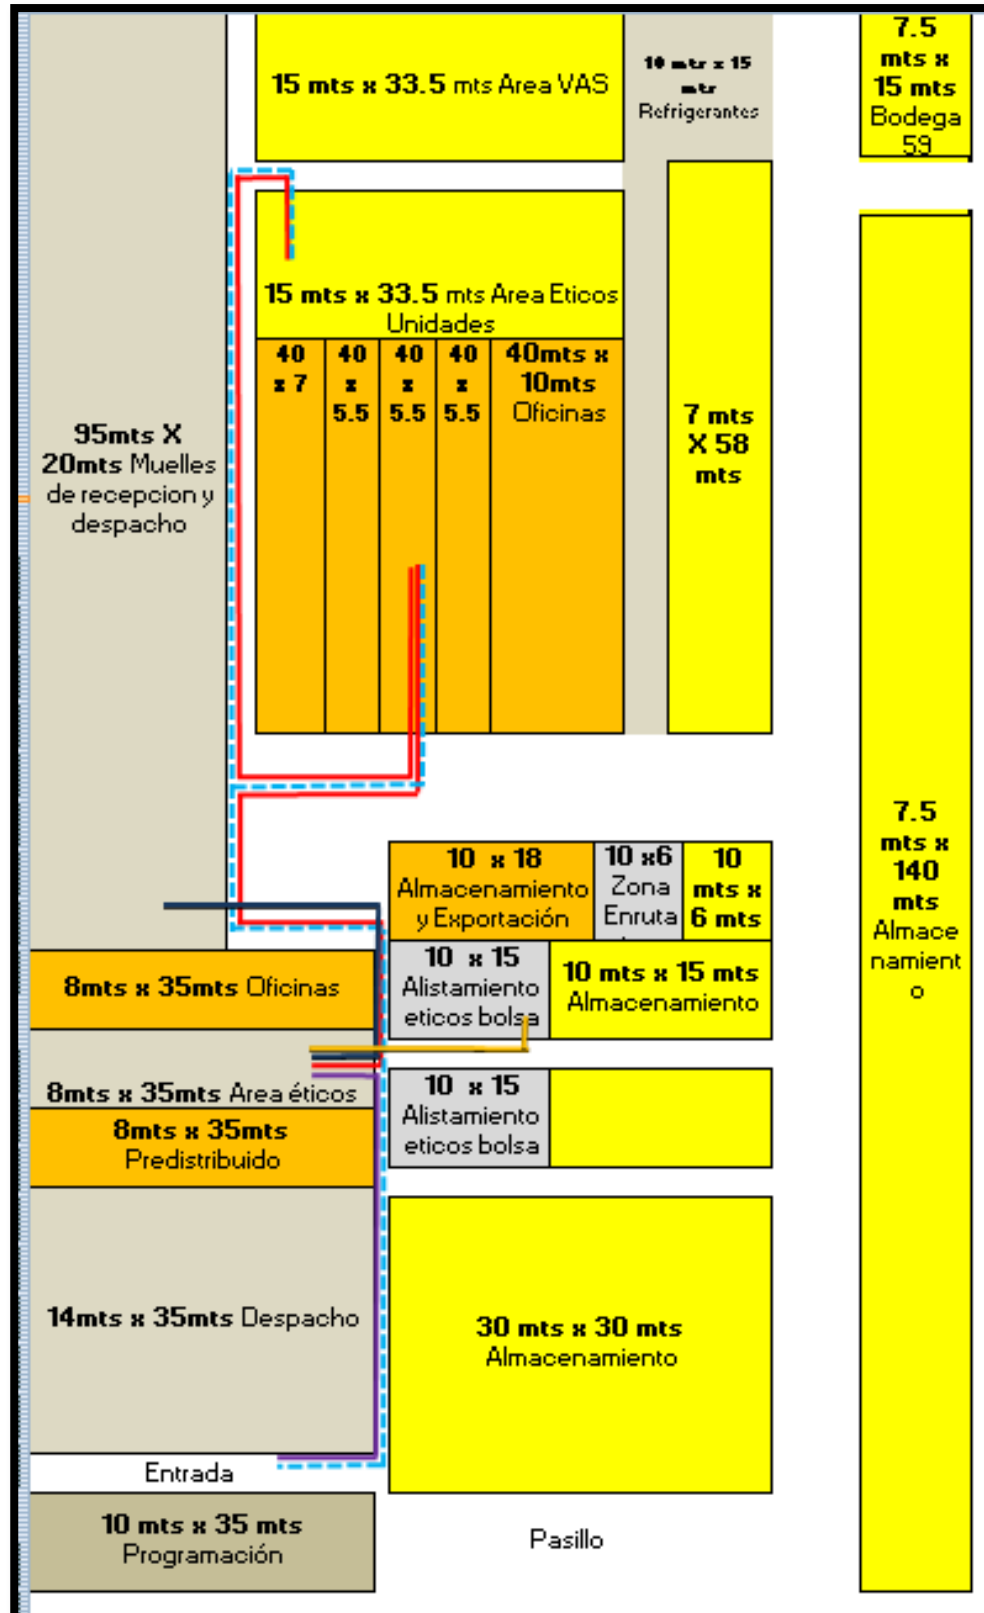 15 mts x 33.5 mts Area VAS
10 mtr x 15
mtr
Refrigerantes
7.5
mts x
15 mts
Bodega
59
15 mts x 33.5 mts Area Eticos
Unidades
40
x 7
40
x
5.5
40
x
5.5
40
x
5.5
40mts x
10mts
Oficinas
7 mts
X 58
mts
95mts X
20mts Muelles
de recepcion y
despacho
7.5
mts x
140
mts
Almace
namient
o
10 x 18
Almacenamiento
y Exportación
10 x6
Zona
Enruta
10
mts x
6 mts
8mts x 35mts Oficinas
10 x 15
Alistamiento
eticos bolsa
10 mts x 15 mts
Almacenamiento
8mts x 35mts Area éticos
10 x 15
Alistamiento
eticos bolsa
8mts x 35mts
Predistribuido
14mts x 35mts Despacho
30 mts x 30 mts
Almacenamiento
Entrada
10 mts x 35 mts
Programación
Pasillo